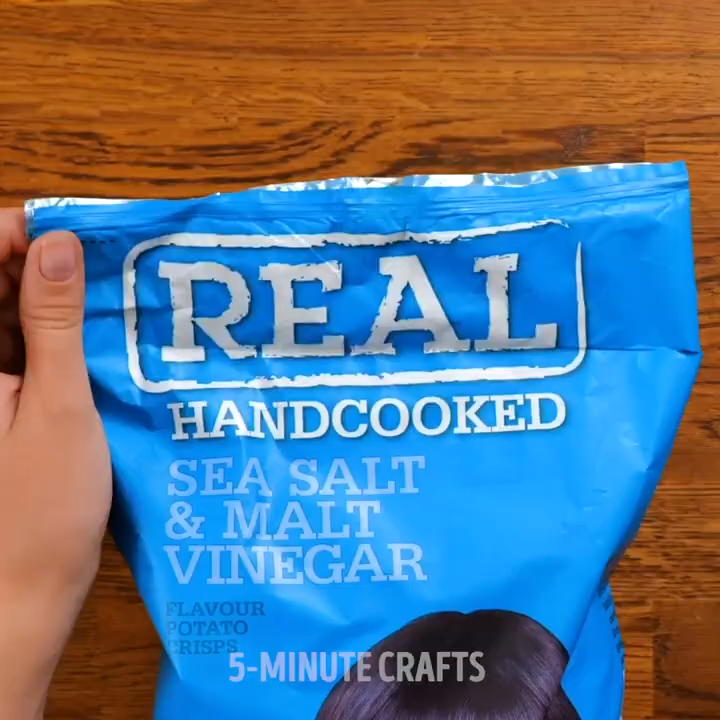 REAL
HANDCOOKED
SEA SALT
& MALT
VINEGAR
FLAVOUR
POTATO
CRISPS
5-MINUTE CRAFTS